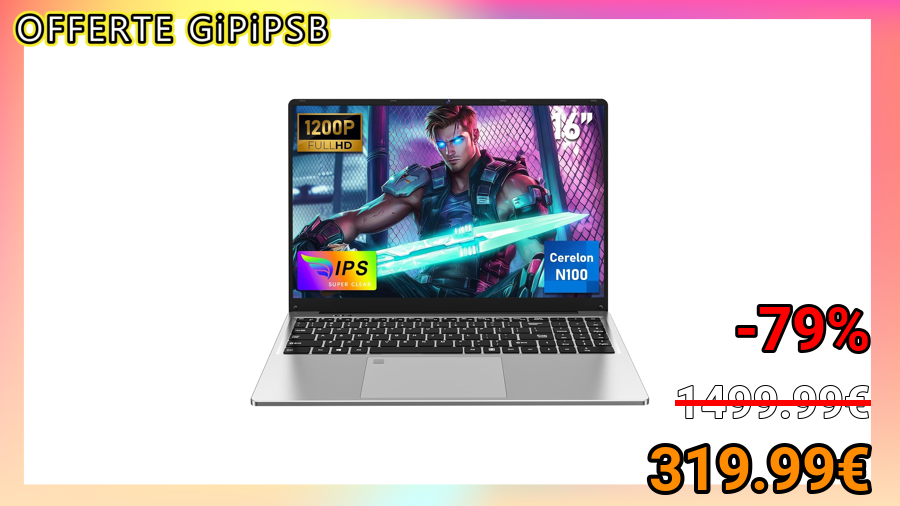 OFFERTE GiPiPSB
1200P
FULLHD
16”
IPS
SUPER CLEAR
Cerelon
N100
-79%
1499.99€
319.99€